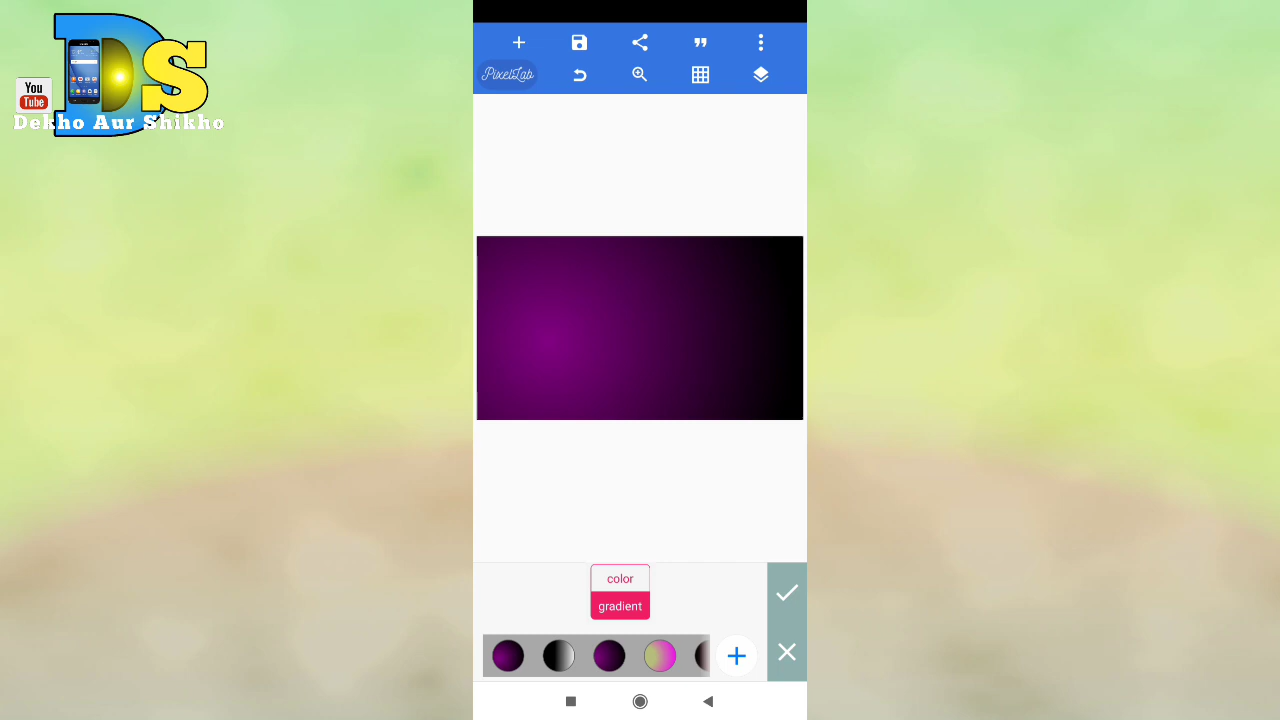 DS
You
Tube
Dekho Aur Shikho
PixelLab
color
gradient